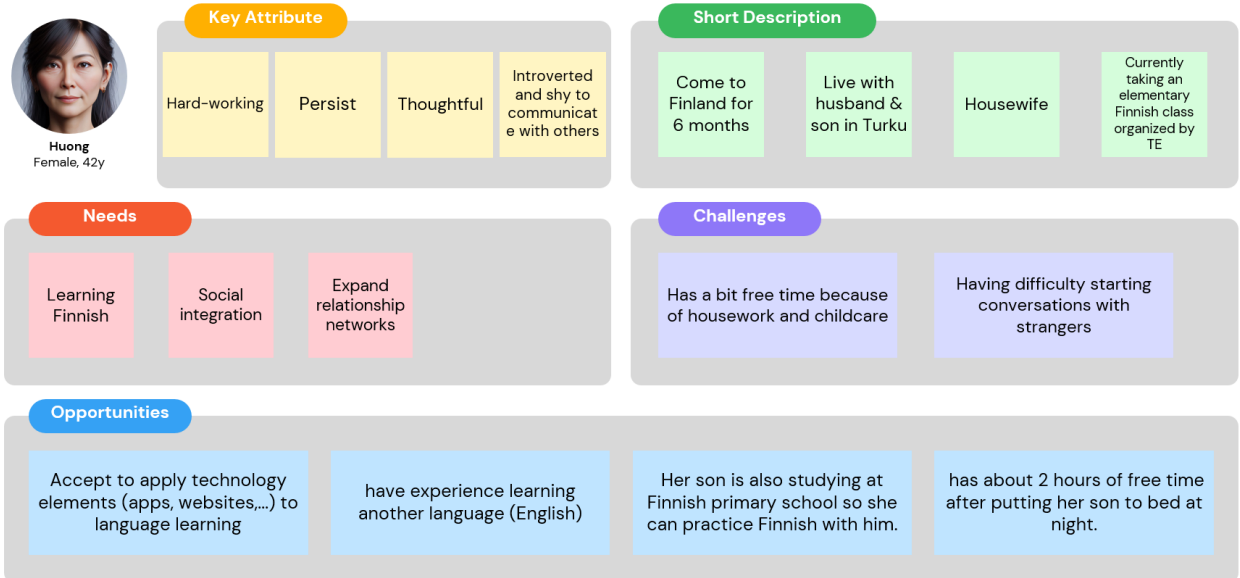 Key Attribute
Hard-working
Persist
Thoughtful
Introverted
and shy to
communicat
e with others
Huong
Female, 42y
Short Description
Come to
Finland for
6 months
Live with
husband &
son in Turku
Housewife
Currently
taking an
elementary
Finnish class
organized by
TE
Needs
Learning
Finnish
Social
integration
Expand
relationship
networks
Challenges
Has a bit free time because
of housework and childcare
Having difficulty starting
conversations with
strangers
Opportunities
Accept to apply technology
elements (apps, websites,...) to
language learning
have experience learning
another language (English)
Her son is also studying at
Finnish primary school so she
can practice Finnish with him.
has about 2 hours of free time
after putting her son to bed at
night.